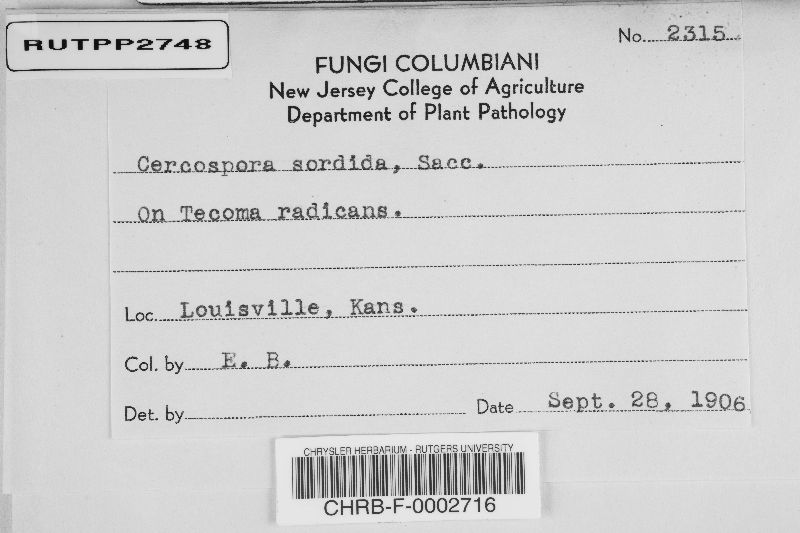 RUTPP2748
No. 2315
FUNGI COLUMBIANI
New Jersey College of Agriculture
Department of Plant Pathology
Cercospora sordida, Sacc.
On Tecoma radicans.
Loc. Louisville, Kans.
Col. by E. B.
Det. by
Date Sept. 28, 1906
CHRYSLER HERBARIUM - RUTGERS UNIVERSITY
CHRB-F-0002716